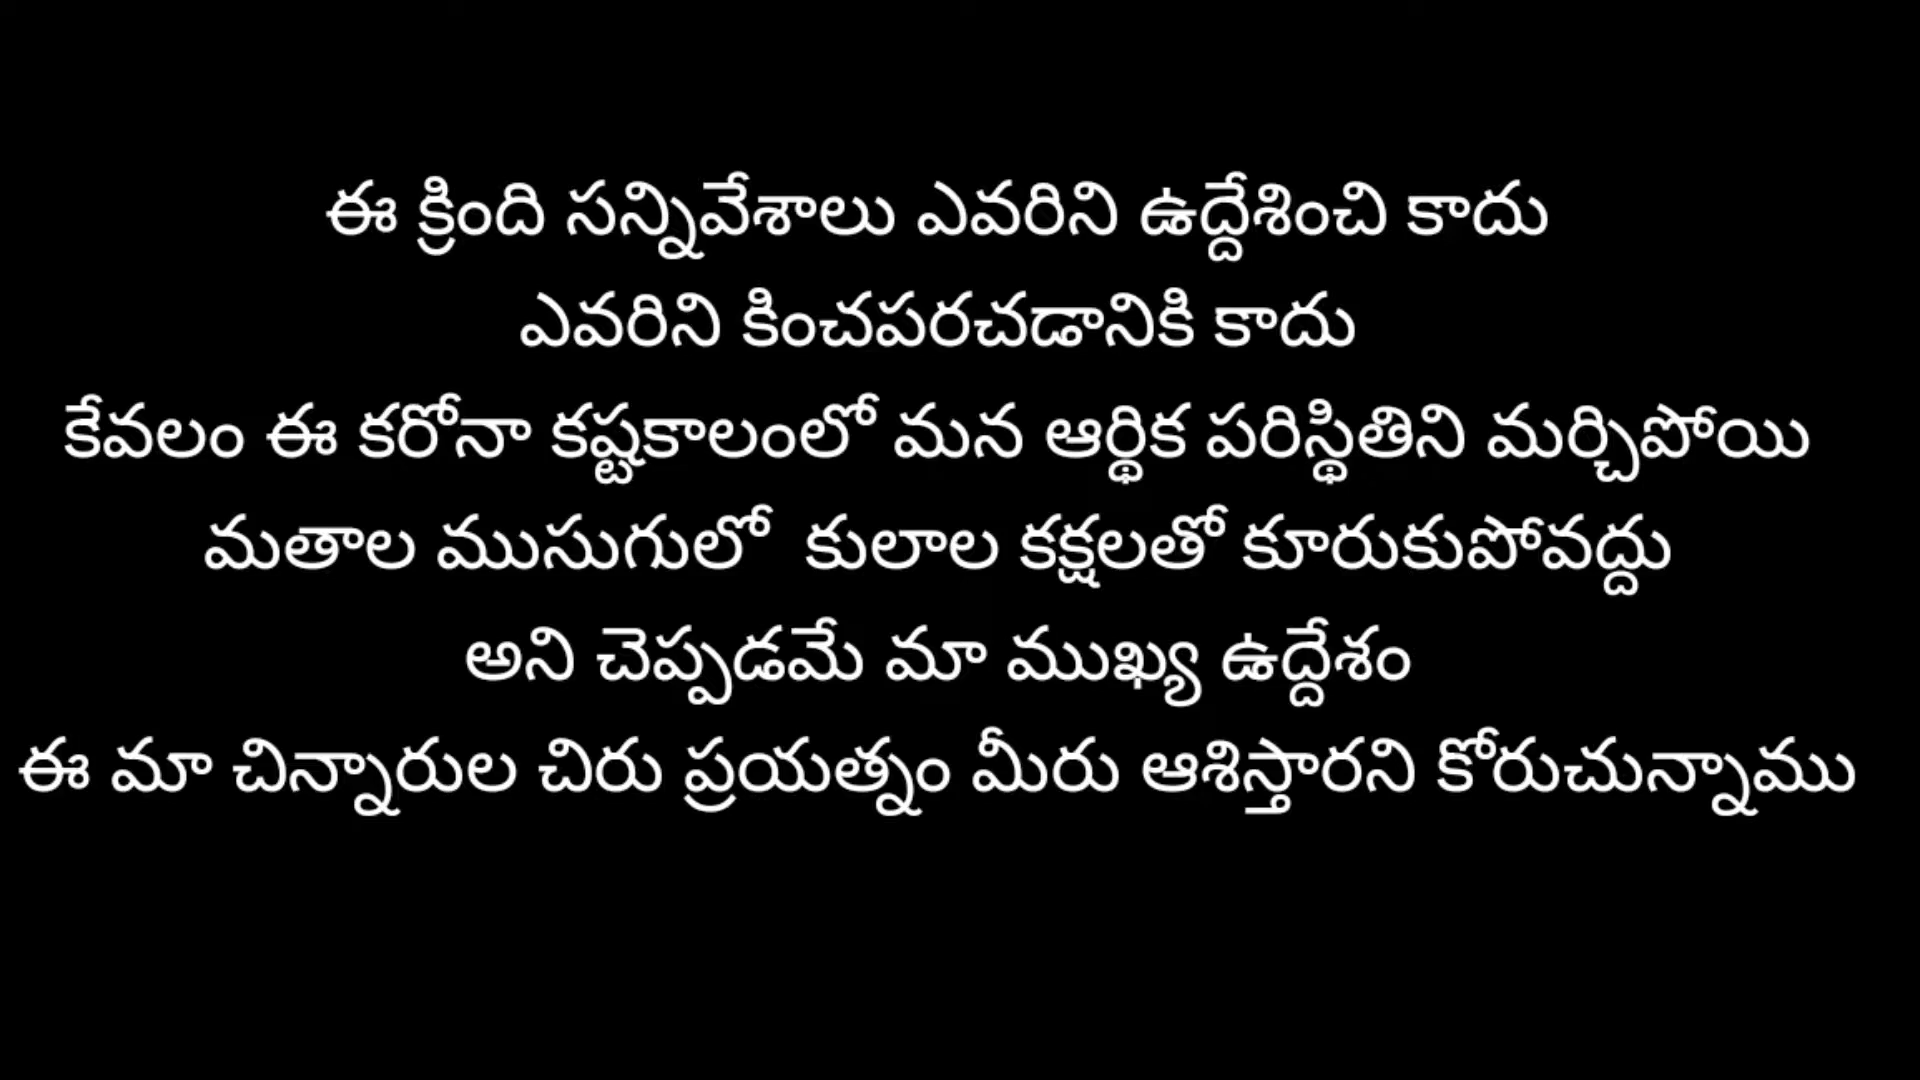 ఈ క్రింది సన్నివేశాలు ఎవరిని ఉద్దేశించి కాదు
ఎవరిని కించపరచడానికి కాదు
కేవలం ఈ కరోనా కష్టకాలంలో మన ఆర్థిక పరిస్థితిని మర్చిపోయి
మతాల ముసుగులో కులాల కక్షలతో కూరుకుపోవద్దు
అని చెప్పడమే మా ముఖ్య ఉద్దేశం
ఈ మా చిన్నారుల చిరు ప్రయత్నం మీరు ఆశిస్తారని కోరుచున్నాము